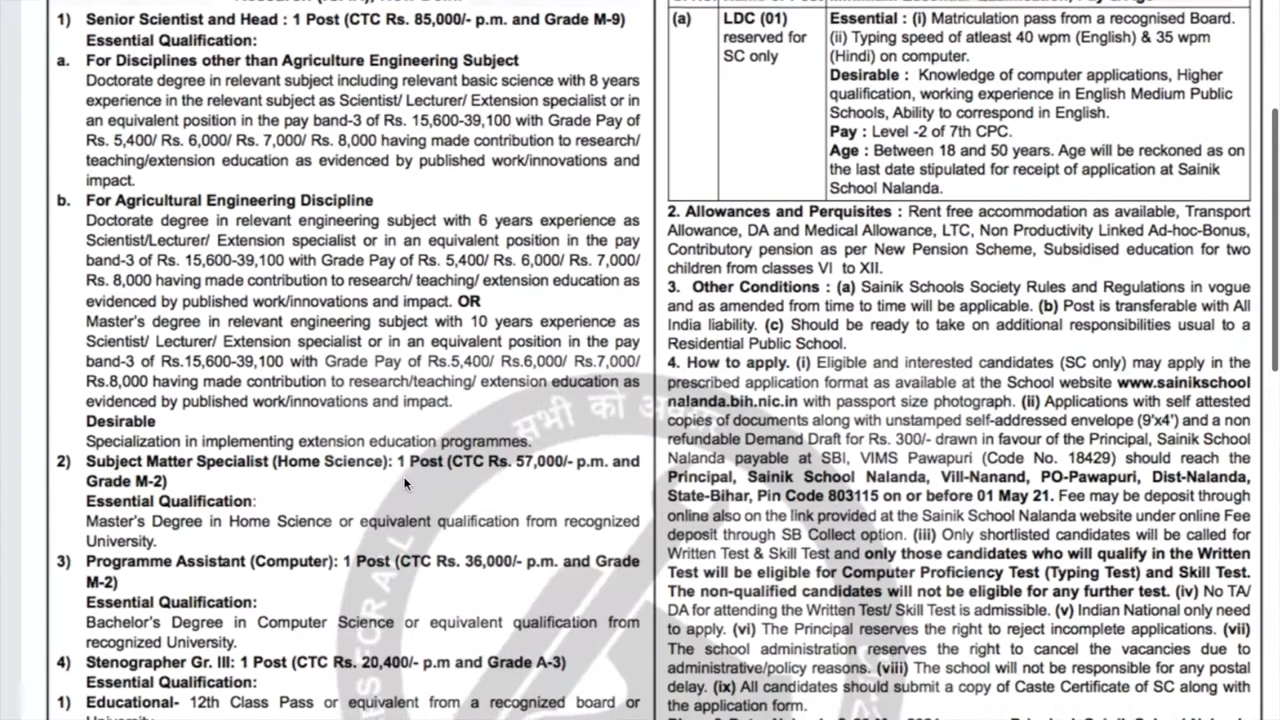 1) Senior Scientist and Head : 1 Post (CTC Rs. 85,000/- p.m. and Grade M-9)
Essential Qualification:
a. For Disciplines other than Agriculture Engineering Subject
Doctorate degree in relevant subject including relevant basic science with 8 years
experience in the relevant subject as Scientist/ Lecturer/ Extension specialist or in
an equivalent position in the pay band-3 of Rs. 15,600-39,100 with Grade Pay of
Rs. 5,400/ Rs. 6,000/ Rs. 7,000/ Rs. 8,000 having made contribution to research/
teaching/extension education as evidenced by published work/innovations and
impact.
b. For Agricultural Engineering Discipline
Doctorate degree in relevant engineering subject with 6 years experience as
Scientist/Lecturer/ Extension specialist or in an equivalent position in the pay
band-3 of Rs. 15,600-39,100 with Grade Pay of Rs. 5,400/ Rs. 6,000/ Rs. 7,000/
Rs. 8,000 having made contribution to research/ teaching/ extension education as
evidenced by published work/innovations and impact. OR
Master's degree in relevant engineering subject with 10 years experience as
Scientist/ Lecturer/ Extension specialist or in an equivalent position in the pay
band-3 of Rs.15,600-39,100 with Grade Pay of Rs.5,400/ Rs.6,000/ Rs.7,000/
Rs.8,000 having made contribution to research/teaching/ extension education as
evidenced by published work/innovations and impact.
Desirable
Specialization in implementing extension education programmes.
2) Subject Matter Specialist (Home Science): 1 Post (CTC Rs. 57,000/- p.m. and
Grade M-2)
Essential Qualification:
Master's Degree in Home Science or equivalent qualification from recognized
University.
3) Programme Assistant (Computer): 1 Post (CTC Rs. 36,000/- p.m. and Grade
M-2)
Essential Qualification:
Bachelor's Degree in Computer Science or equivalent qualification from
recognized University.
4) Stenographer Gr. III: 1 Post (CTC Rs. 20,400/- p.m and Grade A-3)
Essential Qualification:
1) Educational- 12th Class Pass or equivalent from a recognized board or
(a) LDC (01)
reserved for
SC only
Essential : (i) Matriculation pass from a recognised Board.
(ii) Typing speed of atleast 40 wpm (English) & 35 wpm
(Hindi) on computer.
Desirable : Knowledge of computer applications, Higher
qualification, working experience in English Medium Public
Schools, Ability to correspond in English.
Pay : Level -2 of 7th CPC.
Age : Between 18 and 50 years. Age will be reckoned as on
the last date stipulated for receipt of application at Sainik
School Nalanda.
2. Allowances and Perquisites : Rent free accommodation as available, Transport
Allowance, DA and Medical Allowance, LTC, Non Productivity Linked Ad-hoc-Bonus,
Contributory pension as per New Pension Scheme, Subsidised education for two
children from classes VI to XII.
3. Other Conditions : (a) Sainik Schools Society Rules and Regulations in vogue
and as amended from time to time will be applicable. (b) Post is transferable with All
India liability. (c) Should be ready to take on additional responsibilities usual to a
Residential Public School.
4. How to apply. (i) Eligible and interested candidates (SC only) may apply in the
prescribed application format as available at the School website www.sainikschool
nalanda.bih.nic.in with passport size photograph. (ii) Applications with self attested
copies of documents along with unstamped self-addressed envelope (9'x4') and a non
refundable Demand Draft for Rs. 300/- drawn in favour of the Principal, Sainik School
Nalanda payable at SBI, VIMS Pawapuri (Code No. 18429) should reach the
Principal, Sainik School Nalanda, Vill-Nanand, PO-Pawapuri, Dist-Nalanda,
State-Bihar, Pin Code 803115 on or before 01 May 21. Fee may be deposit through
online also on the link provided at the Sainik School Nalanda website under online Fee
deposit through SB Collect option. (iii) Only shortlisted candidates will be called for
Written Test & Skill Test and only those candidates who will qualify in the Written
Test will be eligible for Computer Proficiency Test (Typing Test) and Skill Test.
The non-qualified candidates will not be eligible for any further test. (iv) No TA/
DA for attending the Written Test/ Skill Test is admissible. (v) Indian National only need
to apply. (vi) The Principal reserves the right to reject incomplete applications. (vii)
The school administration reserves the right to cancel the vacancies due to
administrative/policy reasons. (viii) The school will not be responsible for any postal
delay. (ix) All candidates should submit a copy of Caste Certificate of SC along with
the application form.
सभी को